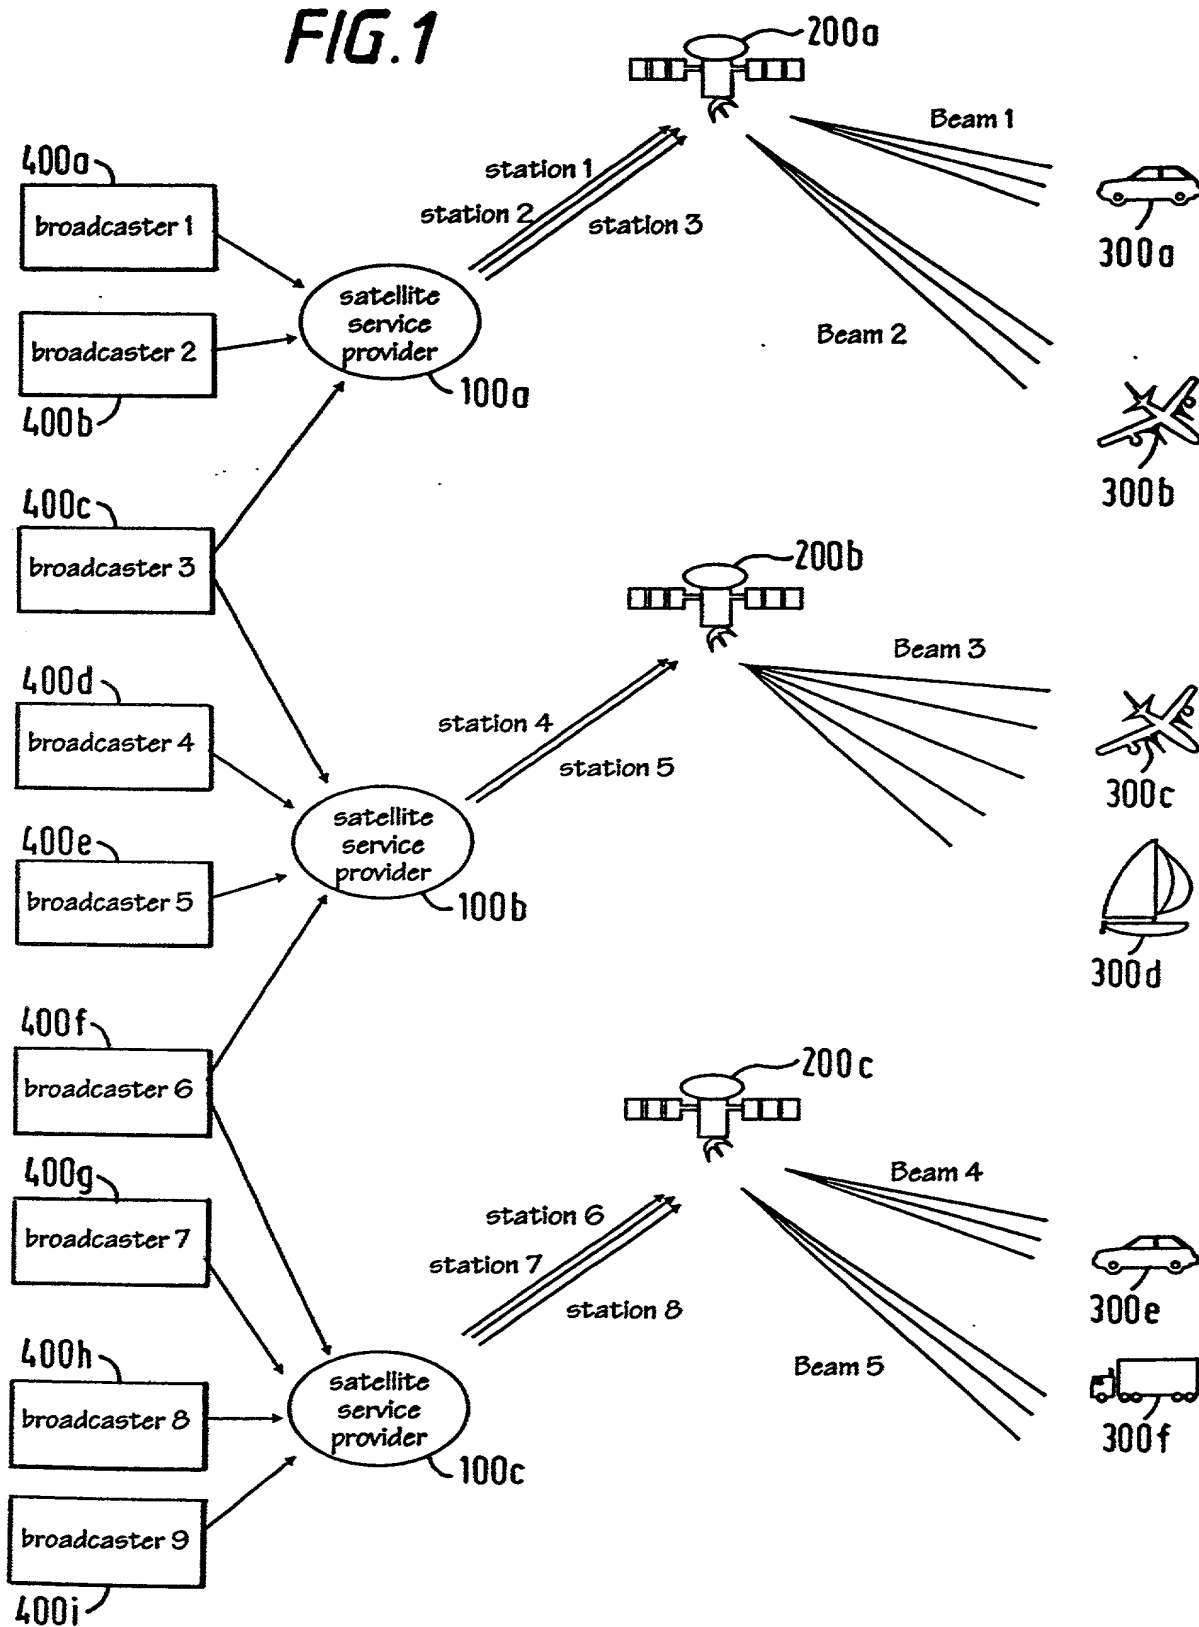 FIG.1
200a
Beam 1
400a
station 1
broadcaster 1
station 2
station 3
300a
satellite
service
provider
Beam 2
broadcaster 2
100a
400b
300b
400c
broadcaster 3
200b
Beam 3
400d
station 4
broadcaster 4
station 5
300c
satellite
service
provider
400e
broadcaster 5
100b
300d
400f
broadcaster 6
200c
Beam 4
400g
station 6
broadcaster 7
station 7
station 8
300e
400h
Beam 5
satellite
service
provider
broadcaster 8
300f
100c
broadcaster 9
400i